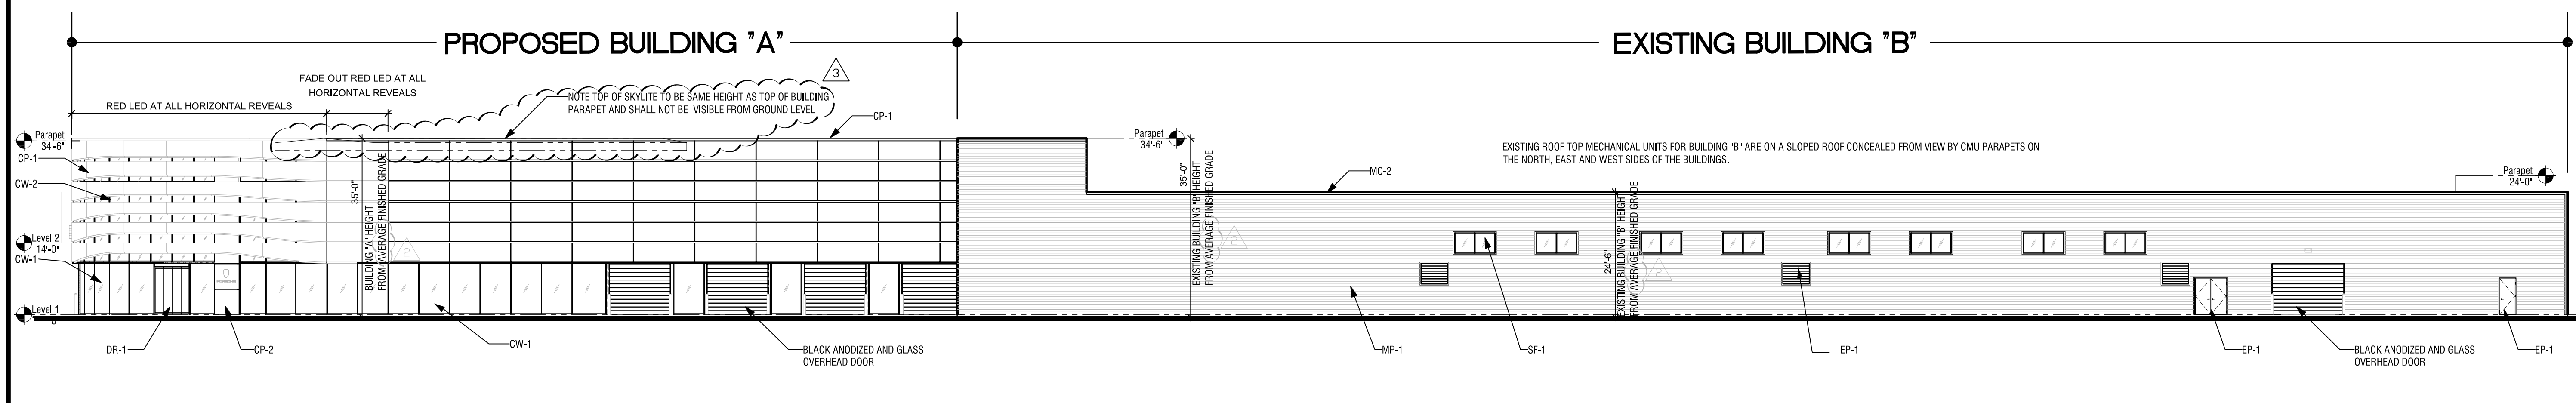 PROPOSED BUILDING "A"
EXISTING BUILDING "B"
FADE OUT RED LED AT ALL
HORIZONTAL REVEALS
RED LED AT ALL HORIZONTAL REVEALS
3
NOTE TOP OF SKYLITE TO BE SAME HEIGHT AS TOP OF BUILDING
PARAPET AND SHALL NOT BE VISIBLE FROM GROUND LEVEL
CP-1
Parapet
34'-6"
CP-1
CW-2
Level 2
14'-0"
CW-1
Level 1
0"
35'-0"
BUILDING "A" HEIGHT
FROM AVERAGE FINISHED GRADE
2
Parapet
34'-6"
35'-0"
EXISTING BUILDING "B" HEIGHT
FROM AVERAGE FINISHED GRADE
2
MC-2
EXISTING ROOF TOP MECHANICAL UNITS FOR BUILDING "B" ARE ON A SLOPED ROOF CONCEALED FROM VIEW BY CMU PARAPETS ON
THE NORTH, EAST AND WEST SIDES OF THE BUILDINGS.
24'-6"
EXISTING BUILDING "B" HEIGHT
FROM AVERAGE FINISHED GRADE
2
Parapet
24'-0"
DR-1
CP-2
CW-1
BLACK ANODIZED AND GLASS
OVERHEAD DOOR
MP-1
SF-1
EP-1
EP-1
BLACK ANODIZED AND GLASS
OVERHEAD DOOR
EP-1